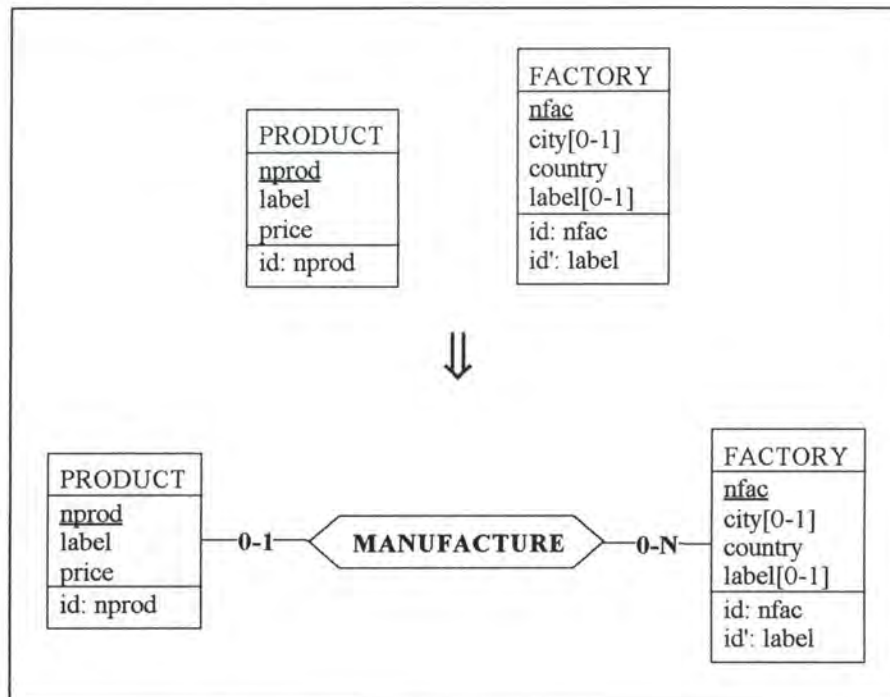 FACTORY
nfac
city[0-1]
country
label[0-1]
id: nfac
id': label
PRODUCT
nprod
label
price
id: nprod
⇓
PRODUCT
nprod
label
price
id: nprod
0-1
MANUFACTURE
0-N
FACTORY
nfac
city[0-1]
country
label[0-1]
id: nfac
id': label